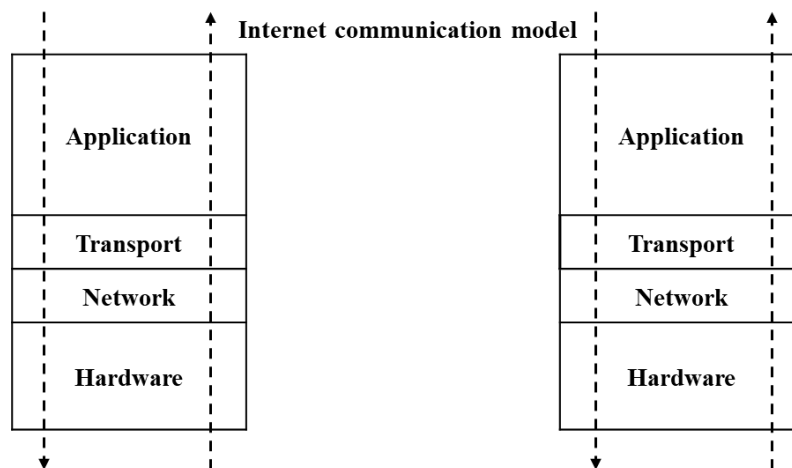 Internet communication model
Application
Application
Transport
Transport
Network
Network
Hardware
Hardware